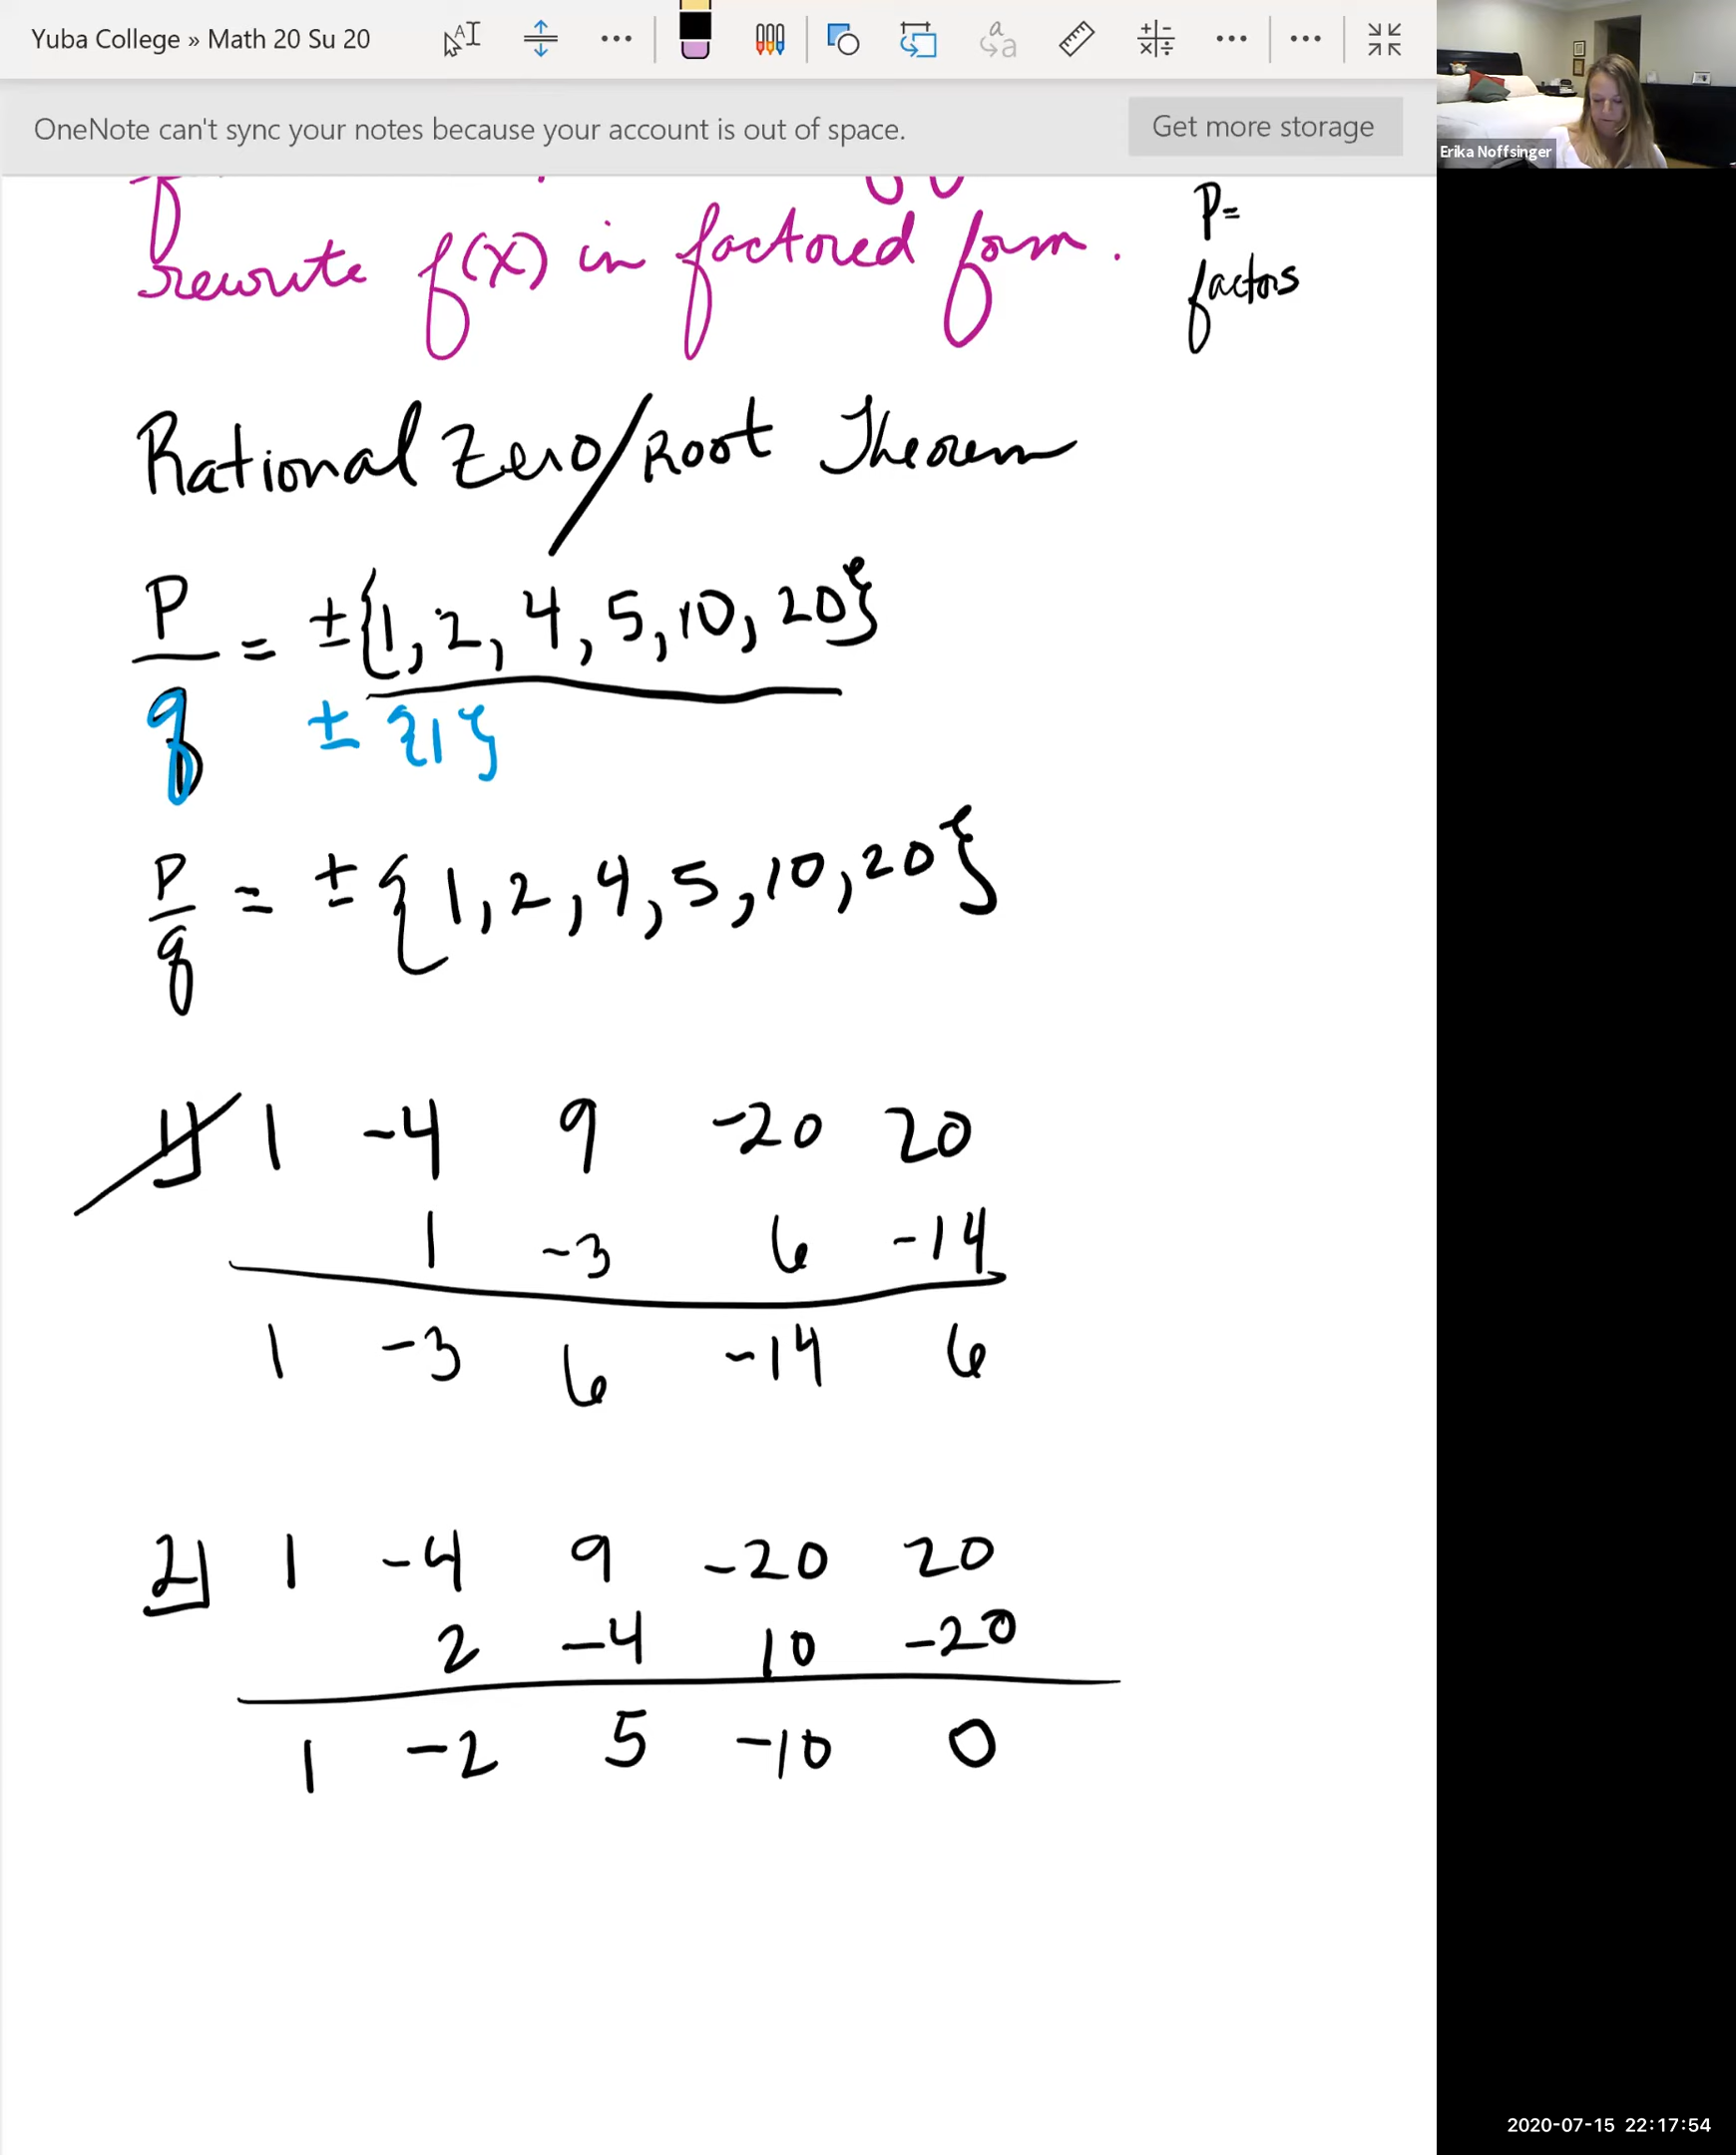 Yuba College » Math 20 Su 20
OneNote can't sync your notes because your account is out of space.
Get more storage
Erika Noffsinger
rewrite f(x) in factored form.
P=
factors
Rational Zero/Root Theorem
P/q = ±{1, 2, 4, 5, 10, 20}
± {1}
P/q = ± {1, 2, 4, 5, 10, 20}
1 1 -4 9 -20 20
1 -3 6 -14
1 -3 6 -14 6
2 1 -4 9 -20 20
2 -4 10 -20
1 -2 5 -10 0
2020-07-15 22:17:54